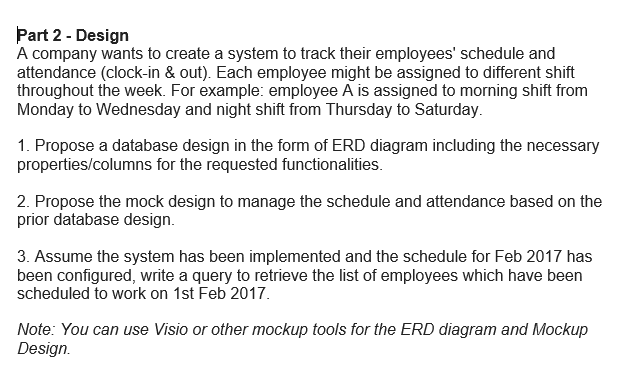 Part 2 - Design
A company wants to create a system to track their employees' schedule and
attendance (clock-in & out). Each employee might be assigned to different shift
throughout the week. For example: employee A is assigned to morning shift from
Monday to Wednesday and night shift from Thursday to Saturday.
1. Propose a database design in the form of ERD diagram including the necessary
properties/columns for the requested functionalities.
2. Propose the mock design to manage the schedule and attendance based on the
prior database design.
3. Assume the system has been implemented and the schedule for Feb 2017 has
been configured, write a query to retrieve the list of employees which have been
scheduled to work on 1st Feb 2017.
Note: You can use Visio or other mockup tools for the ERD diagram and Mockup
Design.